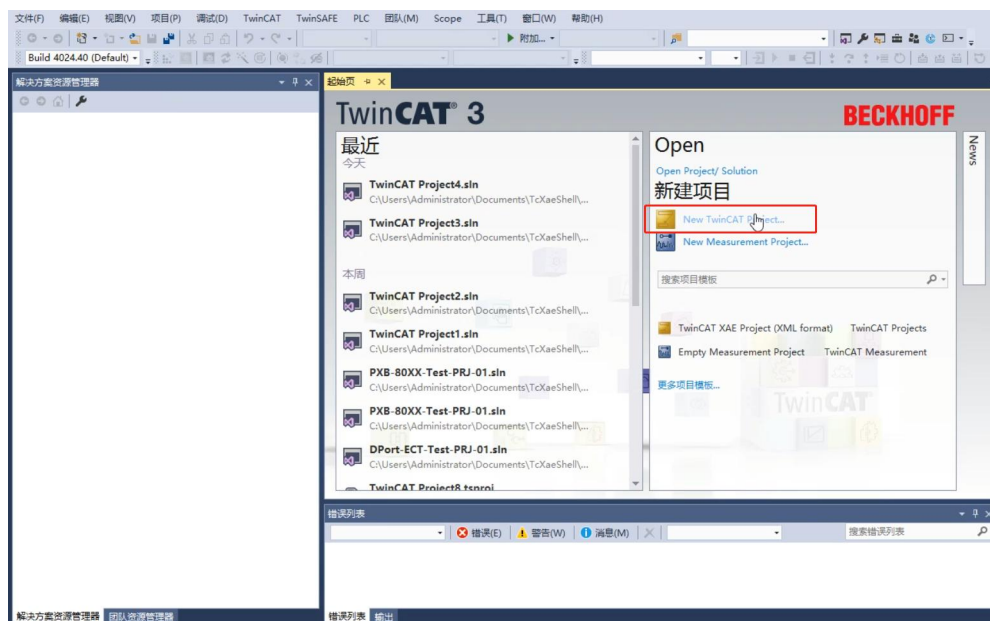 文件(F) 编辑(E) 视图(V) 项目(P) 调试(D) TwinCAT TwinSAFE PLC 团队(M) Scope 工具(T) 窗口(W) 帮助(H)
附加...
Build 4024.40 (Default)
解决方案资源管理器
起始页
TwinCAT® 3
BECKHOFF
最近
今天
TwinCAT Project4.sln
C:\Users\Administrator\Documents\TcXaeShell\...
TwinCAT Project3.sln
C:\Users\Administrator\Documents\TcXaeShell\...
本周
TwinCAT Project2.sln
C:\Users\Administrator\Documents\TcXaeShell\...
TwinCAT Project1.sln
C:\Users\Administrator\Documents\TcXaeShell\...
PXB-80XX-Test-PRJ-01.sln
C:\Users\Administrator\Documents\TcXaeShell\...
PXB-80XX-Test-PRJ-01.sln
C:\Users\Administrator\Documents\TcXaeShell\...
DPort-ECT-Test-PRJ-01.sln
C:\Users\Administrator\Documents\TcXaeShell\...
TwinCAT Project8.tsproj
Open
Open Project/ Solution
新建项目
New TwinCAT Project...
New Measurement Project...
搜索项目模板
TwinCAT XAE Project (XML format) TwinCAT Projects
Empty Measurement Project TwinCAT Measurement
更多项目模板...
TwinCAT
News
错误列表
错误(E) 警告(W) 消息(M)
搜索错误列表
解决方案资源管理器 团队资源管理器
错误列表 输出